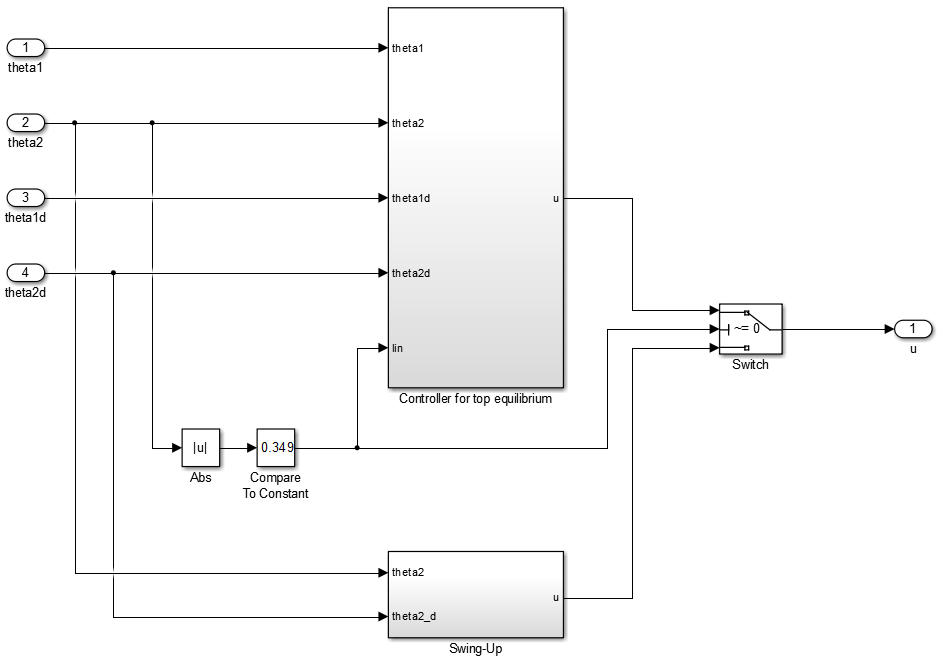 1
theta1
theta1
2
theta2
theta2
3
theta1d
theta1d
u
4
theta2d
theta2d
~= 0
Switch
1
u
lin
Controller for top equilibrium
|u|
Abs
0.349
Compare
To Constant
theta2
u
theta2_d
Swing-Up